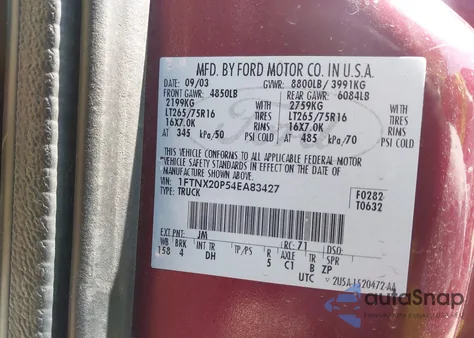 MFD. BY FORD MOTOR CO. IN U.S.A.
DATE: 09/03 GVWR: 8800LB/ 3991KG
FRONT GAWR: 4850LB REAR GAWR: 6084LB
2199KG WITH 2759KG WITH
LT265/75R16 TIRES LT265/75R16 TIRES
16X7.0K RIMS 16X7.0K RIMS
AT 345 kPa/50 PSI COLD AT 485 kPa/70 PSI COLD
THIS VEHICLE CONFORMS TO ALL APPLICABLE FEDERAL MOTOR
VEHICLE SAFETY STANDARDS IN EFFECT ON THE DATE OF
MANUFACTURE SHOWN ABOVE.
VIN: 1FTNX20P54EA83427 F0282
TYPE: TRUCK T0632
EXT PNT: JM RC: 71 DSO:
WB BRK INT TR TP/PS R AXLE TR SPR
158 4 DH 5 C1 B ZP
UTC
autoSnap